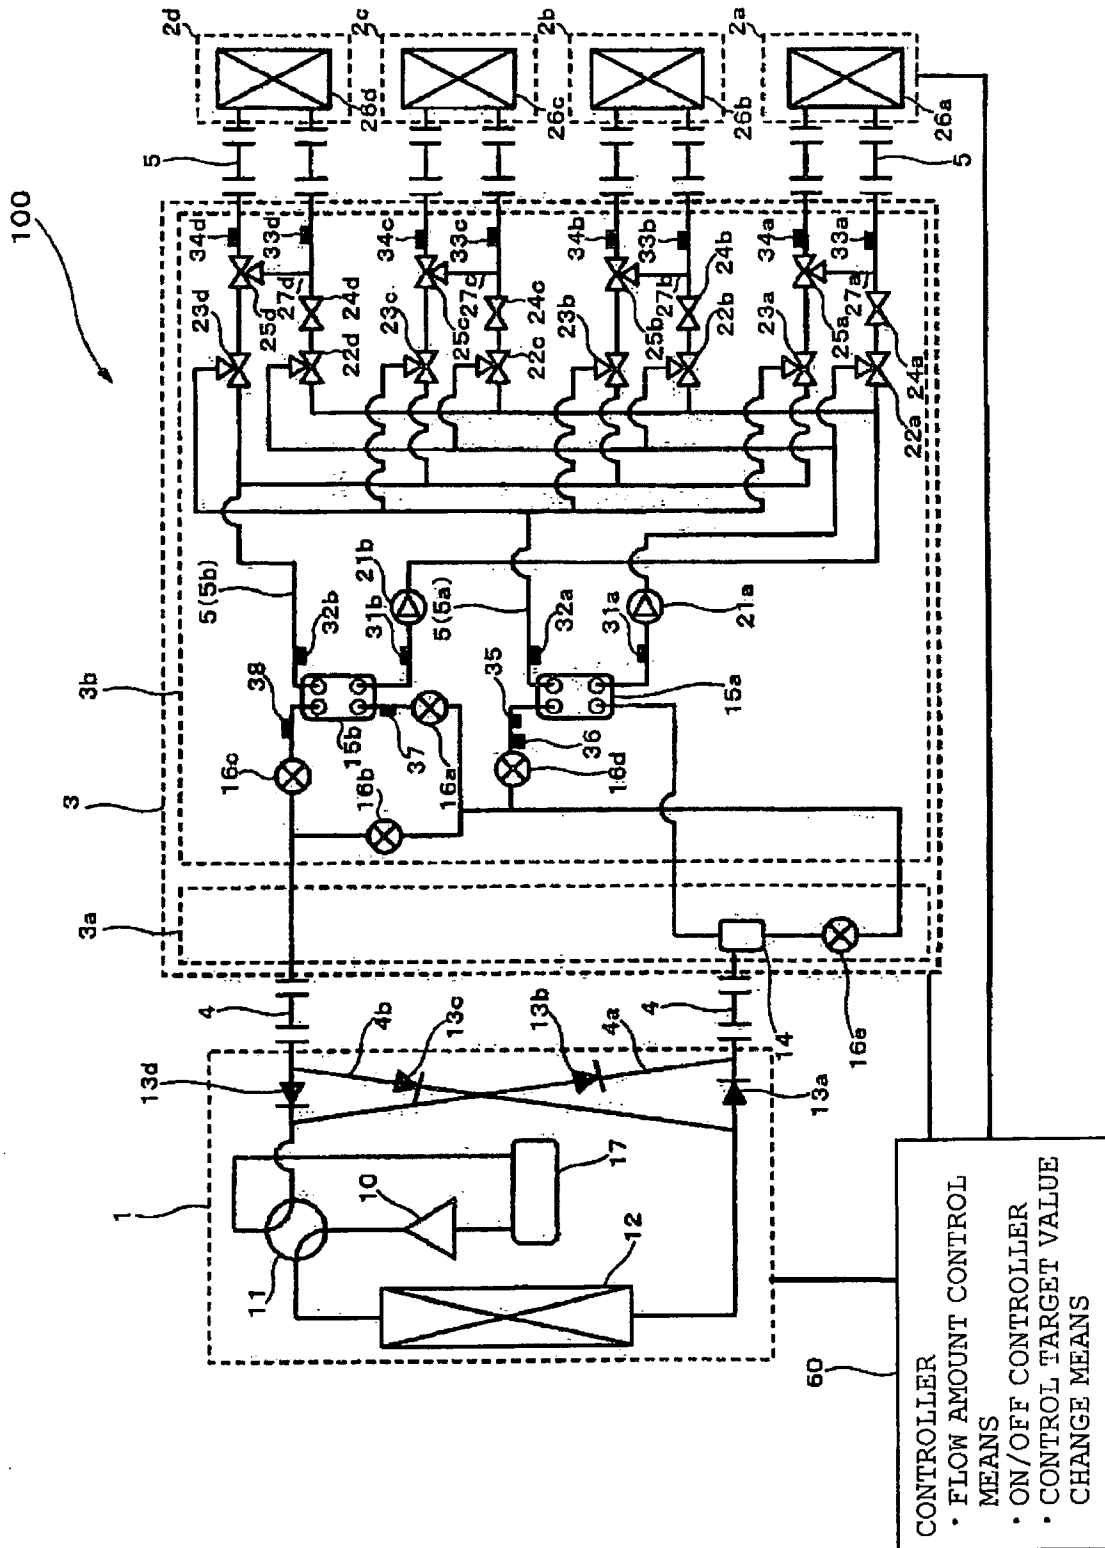 100
2d
2c
2b
2a
26d
26c
26b
26a
5
5
34d
33d
34c
33c
34b
33b
34a
33a
23d
25d
27d
24d
22d
23c
25c
27c
24c
22c
23b
25b
27b
24b
22b
23a
25a
27a
24a
22a
5(5b)
32b
31b
21b
5(5a)
32a
31a
21a
3b
38
16c
15b
37
16a
16b
35
36
16d
15a
3
3a
14
16e
4
4
4b
13c
13b
4a
13d
13a
1
11
10
17
12
60
CONTROLLER
· FLOW AMOUNT CONTROL
MEANS
· ON/OFF CONTROLLER
· CONTROL TARGET VALUE
CHANGE MEANS